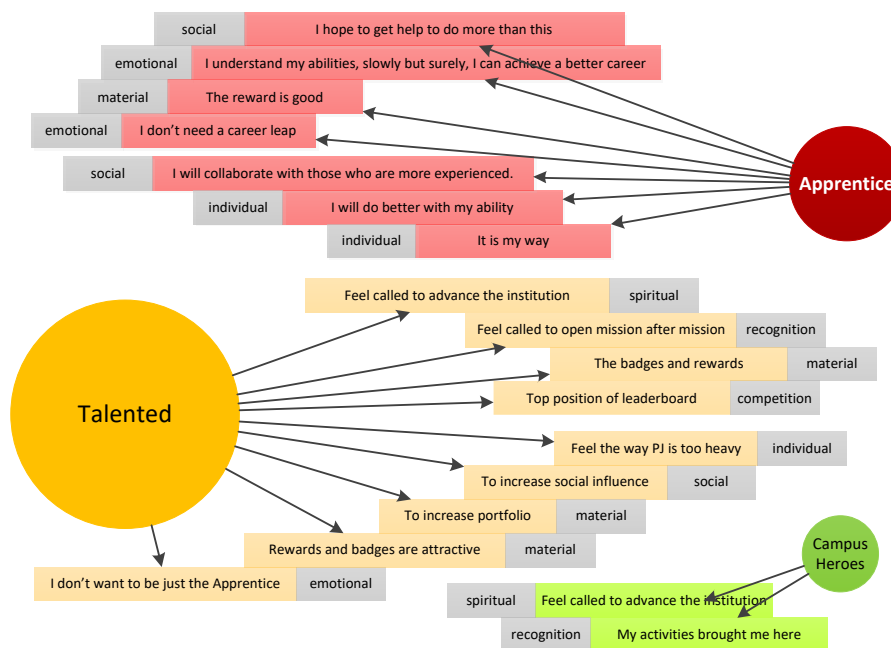 social I hope to get help to do more than this
emotional I understand my abilities, slowly but surely, I can achieve a better career
material The reward is good
emotional I don't need a career leap
social I will collaborate with those who are more experienced.
Apprentice
individual I will do better with my ability
individual It is my way
Feel called to advance the institution spiritual
Feel called to open mission after mission recognition
The badges and rewards material
Top position of leaderboard competition
Talented
Feel the way PJ is too heavy individual
To increase social influence social
To increase portfolio material
Rewards and badges are attractive material
Campus
Heroes
I don't want to be just the Apprentice emotional
spiritual Feel called to advance the institution
recognition My activities brought me here